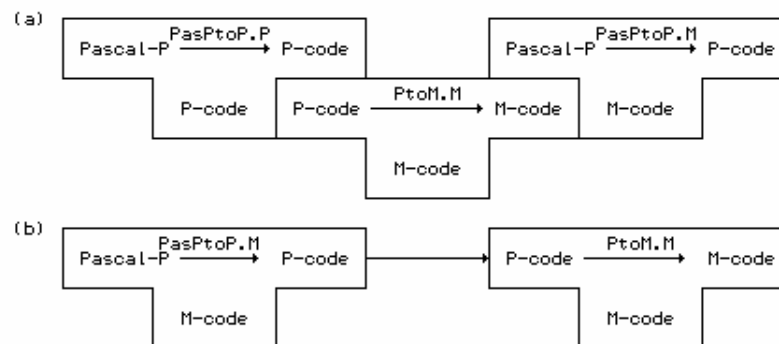 (a)
PasPtoP.P PasPtoP.M
Pascal-P P-code Pascal-P P-code
PtoM.M
P-code P-code M-code M-code
M-code
(b)
PasPtoP.M PtoM.M
Pascal-P P-code P-code M-code
M-code M-code